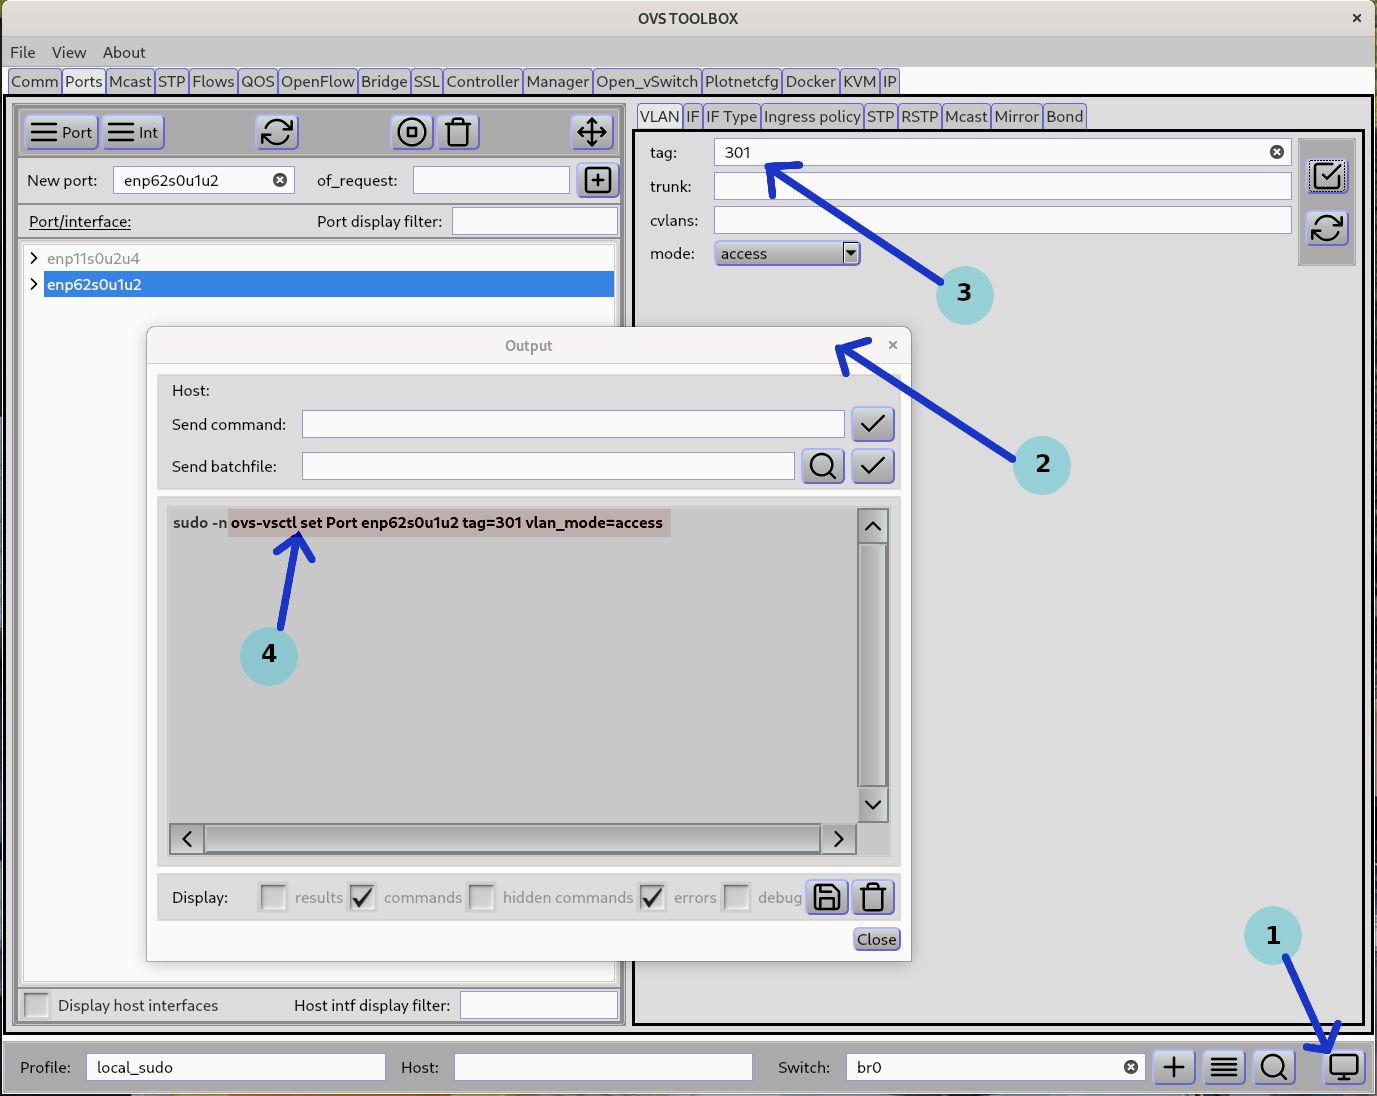 OVS TOOLBOX ×
File View About
Comm Ports Mcast STP Flows QOS OpenFlow Bridge SSL Controller Manager Open_vSwitch Plotnetcfg Docker KVM IP
Port Int
New port: enp62s0u1u2 of_request:
Port/interface: Port display filter:
enp11s0u2u4
enp62s0u1u2
VLAN IF IF Type Ingress policy STP RSTP Mcast Mirror Bond
tag: 301
trunk:
cvlans:
mode: access
3
Output ×
2
Host:
Send command:
Send batchfile:
sudo -n ovs-vsctl set Port enp62s0u1u2 tag=301 vlan_mode=access
4
Display: results commands hidden commands errors debug
Close
1
Display host interfaces Host intf display filter:
Profile: local_sudo Host: Switch: br0